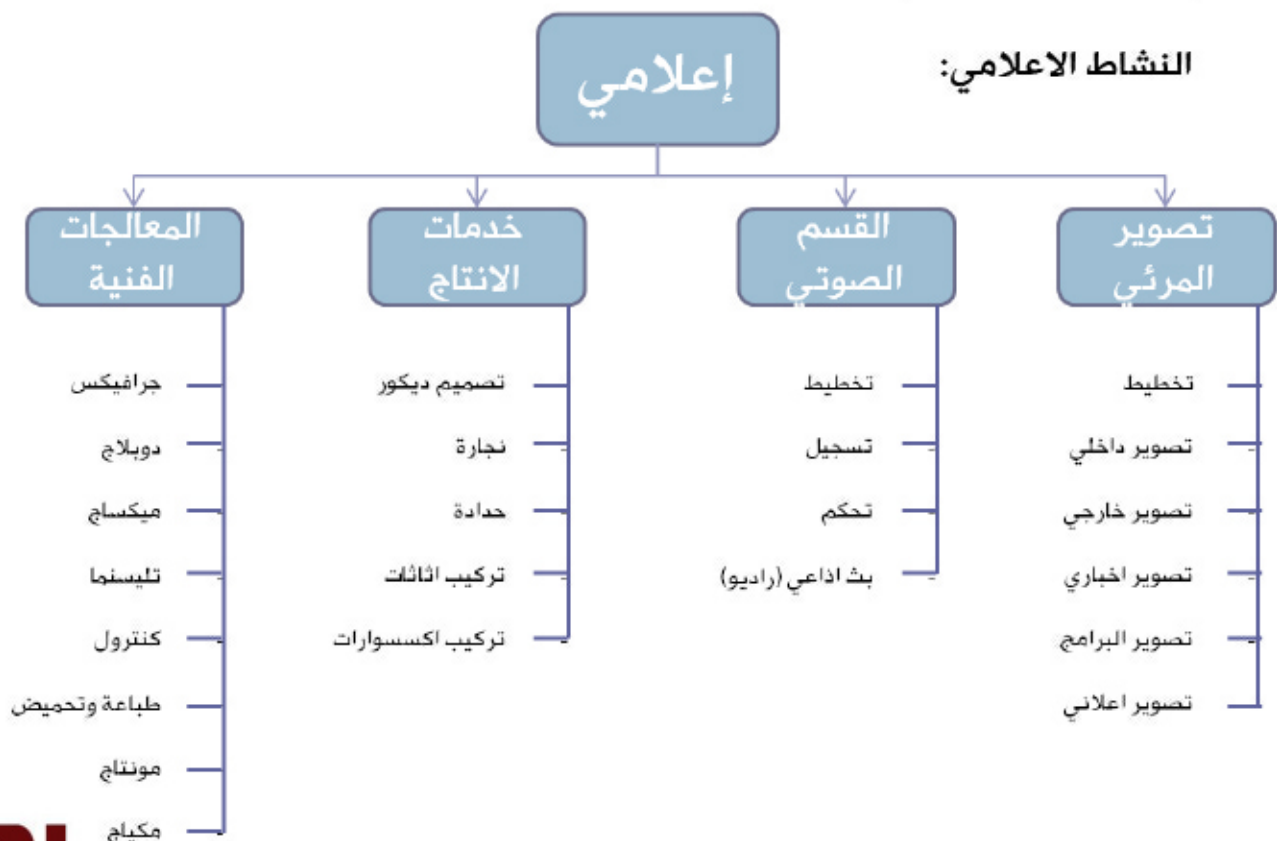 النشاط الاعلامي:
إعلامي
تصوير
المرئي
تخطيط
تصوير داخلي
تصوير خارجي
تصوير اخباري
تصوير البرامج
تصوير اعلاني
القسم
الصوتي
تخطيط
تسجيل
تحكم
بث اذاعي (راديو)
خدمات
الانتاج
تصميم ديكور
نجارة
حدادة
تركيب اثاثات
تركيب اكسسوارات
المعالجات
الفنية
جرافيكس
دوبلاج
ميكساج
تليسنما
كنترول
طباعة وتحميض
مونتاج
مكياج